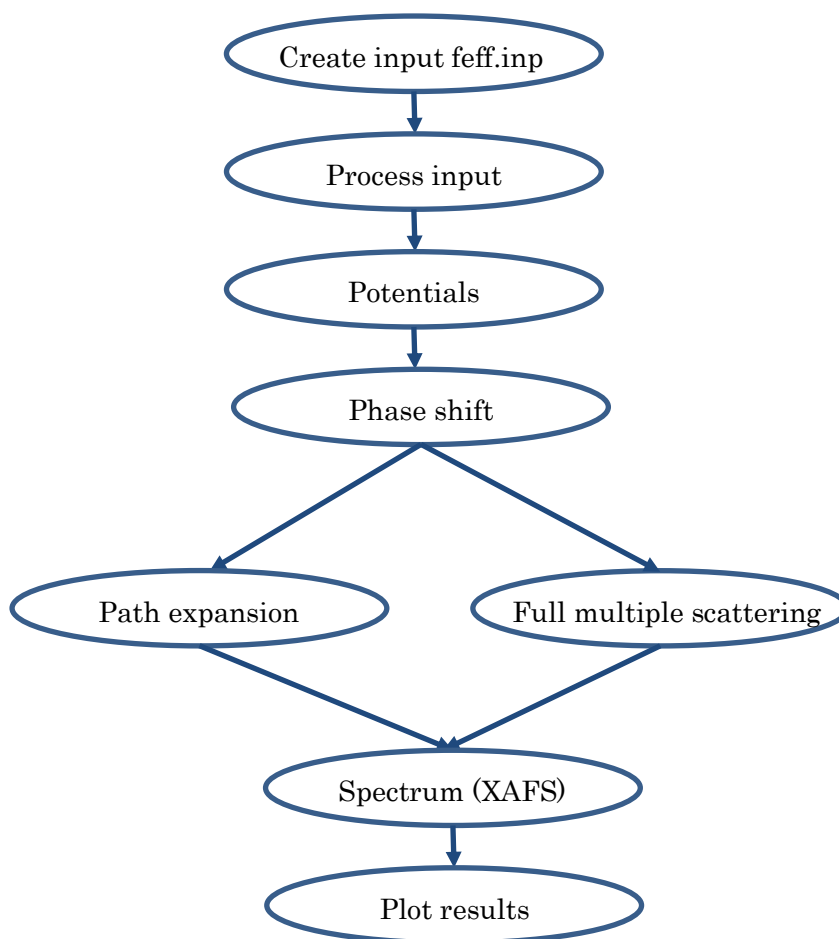 Create input feff.inp
Process input
Potentials
Phase shift
Path expansion
Full multiple scattering
Spectrum (XAFS)
Plot results